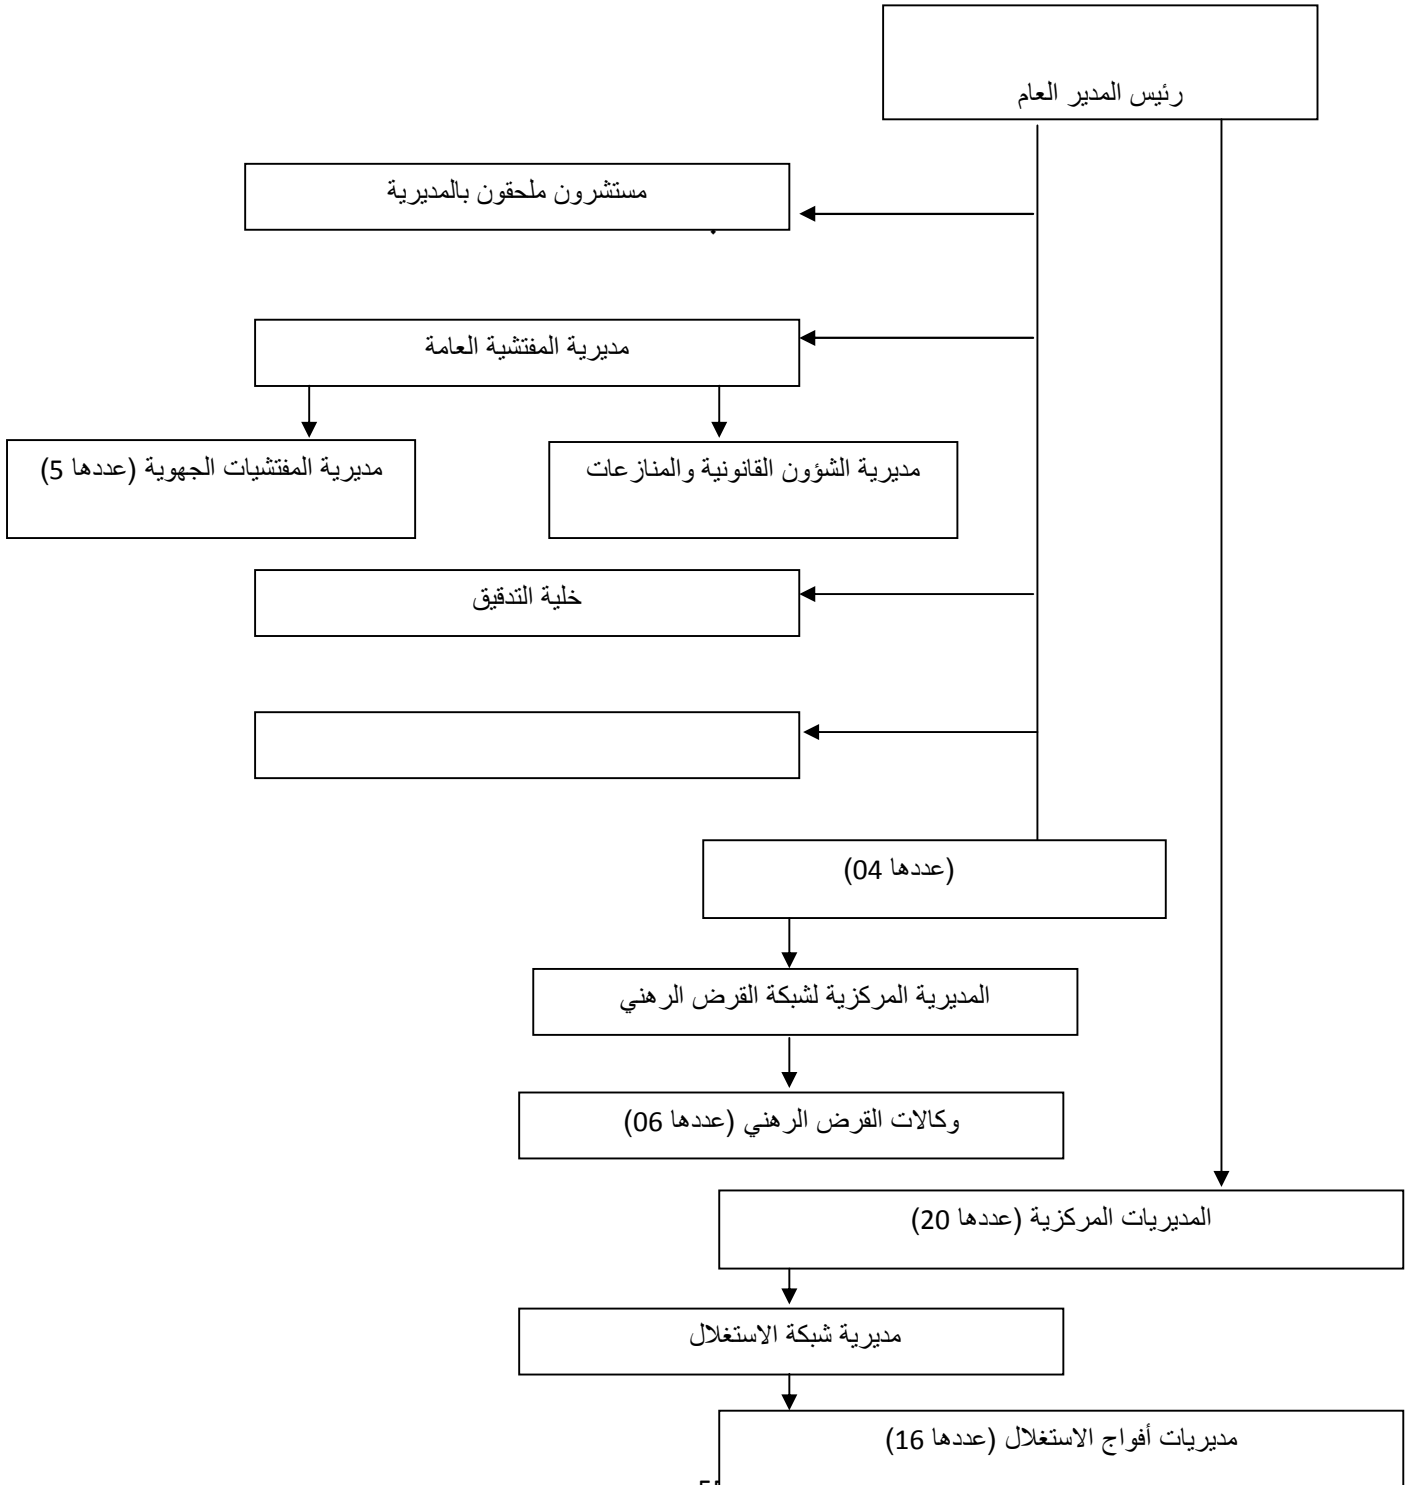 رئيس المدير العام
مستشرون ملحقون بالمديرية
مديرية المفتشية العامة
مديرية الشؤون القانونية والمنازعات
مديرية المفتشيات الجهوية (عددها 5)
خلية التدقيق
(عددها 04)
المديرية المركزية لشبكة القرض الرهني
وكالات القرض الرهني (عددها 06)
المديريات المركزية (عددها 20)
مديرية شبكة الاستغلال
مديريات أفواج الاستغلال (عددها 16)